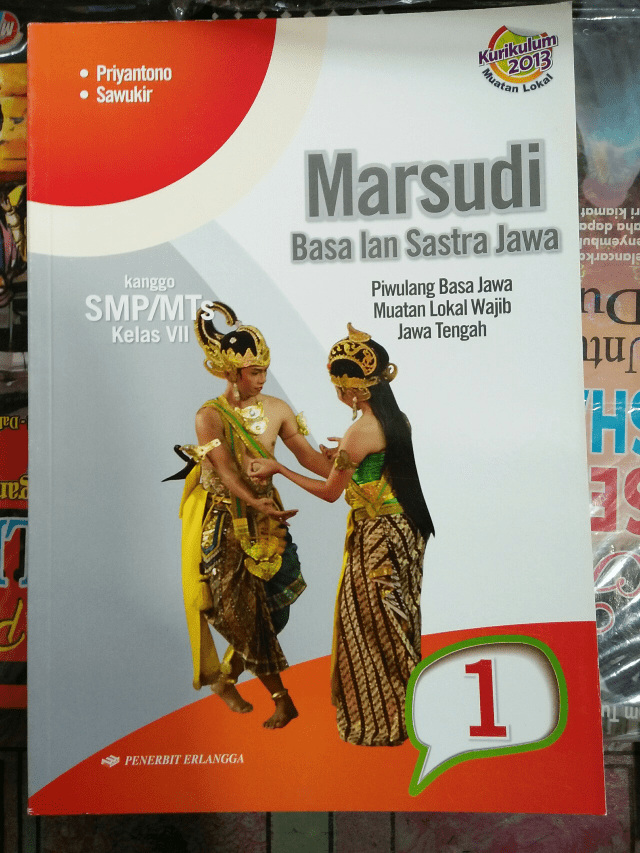 Priyantono
Sawukir
Kurikulum
2013
Muatan Lokal
Marsudi
Basa lan Sastra Jawa
kanggo
SMP/MTs
Kelas VII
Piwulang Basa Jawa
Muatan Lokal Wajib
Jawa Tengah
1
PENERBIT ERLANGGA